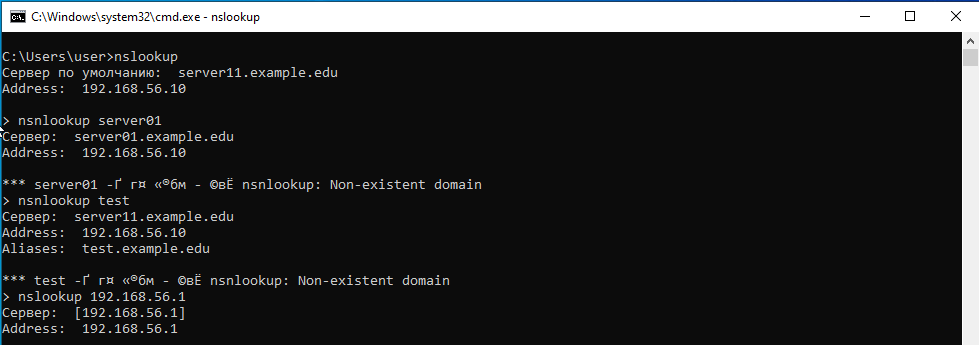 C:\Windows\system32\cmd.exe - nslookup
C:\Users\user>nslookup
Сервер по умолчанию:  server11.example.edu
Address:  192.168.56.10
> nsnlookup server01
Сервер:  server01.example.edu
Address:  192.168.56.10
*** server01 -Ґ г¤ «®бм - ©вЁ nsnlookup: Non-existent domain
> nsnlookup test
Сервер:  server11.example.edu
Address:  192.168.56.10
Aliases:  test.example.edu
*** test -Ґ г¤ «®бм - ©вЁ nsnlookup: Non-existent domain
> nslookup 192.168.56.1
Сервер:  [192.168.56.1]
Address:  192.168.56.1